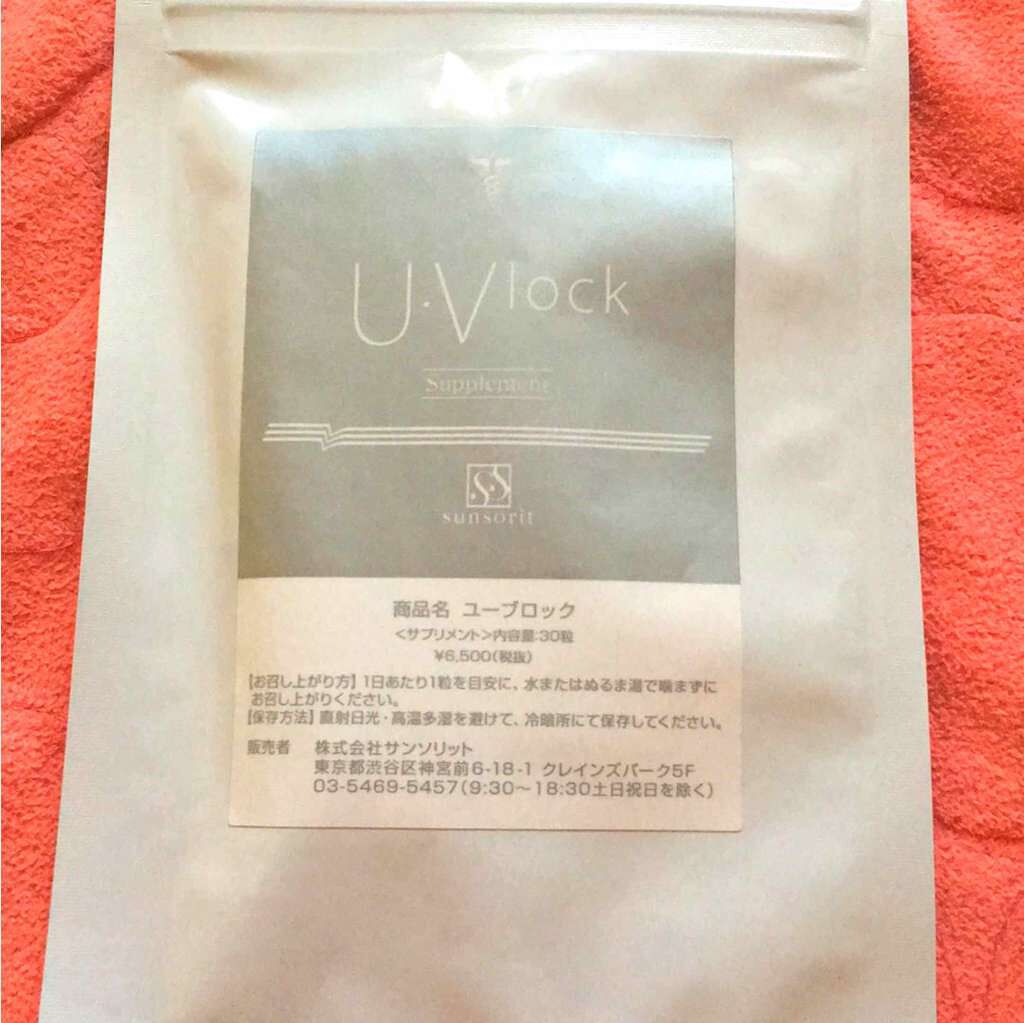 U・Vlock
Supplement
SS
sunsorit
商品名 ユーブロック
<サプリメント>内容量:30粒
¥6,500(税抜)
【お召し上がり方】1日あたり1粒を目安に、水またはぬるま湯で噛まずに
お召し上がりください。
【保存方法】直射日光・高温多湿を避けて、冷暗所にて保存してください。
販売者 株式会社サンソリット
東京都渋谷区神宮前6-18-1 クレインズパーク5F
03-5469-5457(9:30～18:30土日祝日を除く)